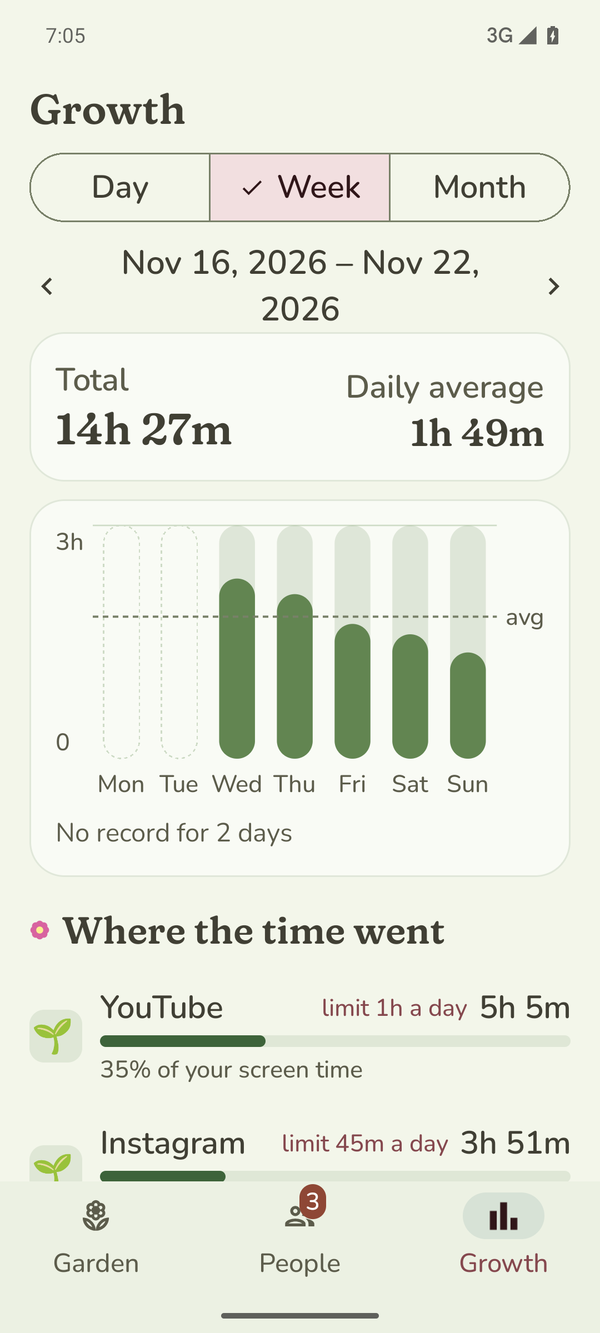 7:05
3G
Growth
Day
Week
Month
Nov 16, 2026 – Nov 22,
2026
Total
Daily average
14h 27m
1h 49m
3h
avg
0
Mon Tue Wed Thu Fri Sat Sun
No record for 2 days
Where the time went
YouTube limit 1h a day 5h 5m
35% of your screen time
Instagram limit 45m a day 3h 51m
3
Garden
People
Growth